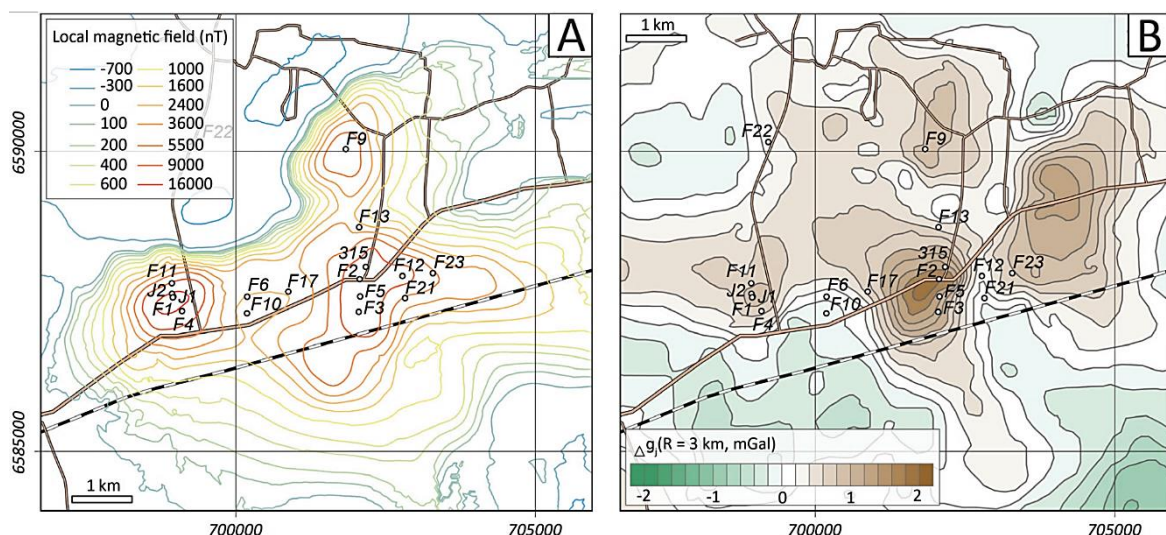 Local magnetic field (nT)
-700 1000
-300 1600
0 2400
100 3600
200 5500
400 9000
600 16000
A
F22
F9
F13
315
F2
F12
F23
F11
J2
J1
F1
F4
F6
F17
F10
F5
F21
F3
6590000
6585000
1 km
700000
705000
1 km
B
F22
F9
F13
315
F2
F12
F23
F11
J2
J1
F1
F4
F6
F17
F10
F5
F21
F3
Δgj(R = 3 km, mGal)
-2 -1 0 1 2
700000
705000